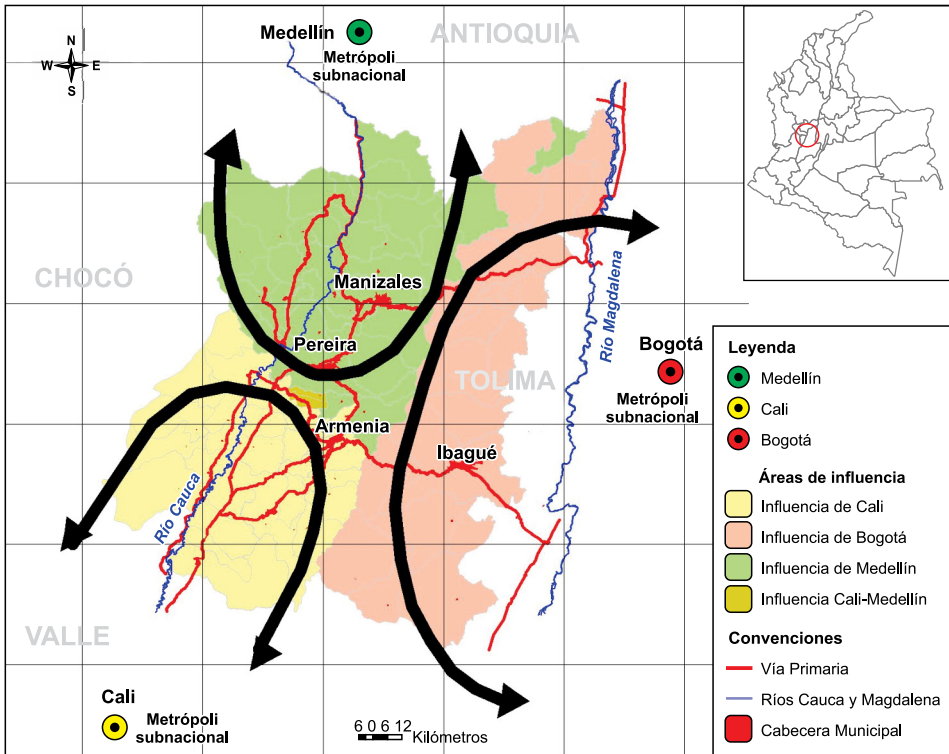 Medellín
Metrópoli
subnacional
ANTIOQUIA
N
W E
S
CHOCÓ
Manizales
Río Magdalena
Pereira
Bogotá
Metrópoli
subnacional
TOLIMA
Armenia
Ibagué
Río Cauca
VALLE
Cali
Metrópoli
subnacional
6 0 6 12
Kilómetros
Leyenda
Medellín
Cali
Bogotá
Áreas de influencia
Influencia de Cali
Influencia de Bogotá
Influencia de Medellín
Influencia Cali-Medellín
Convenciones
Vía Primaria
Ríos Cauca y Magdalena
Cabecera Municipal